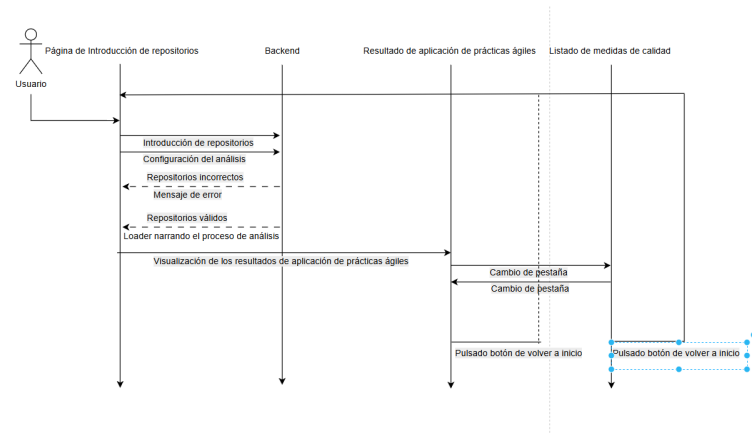 Página de Introducción de repositorios
Backend
Resultado de aplicación de prácticas ágiles
Listado de medidas de calidad
Usuario
Introducción de repositorios
Configuración del análisis
Repositorios incorrectos
Mensaje de error
Repositorios válidos
Loader narrando el proceso de análisis
Visualización de los resultados de aplicación de prácticas ágiles
Cambio de pestaña
Cambio de pestaña
Pulsado botón de volver a inicio
Pulsado botón de volver a inicio